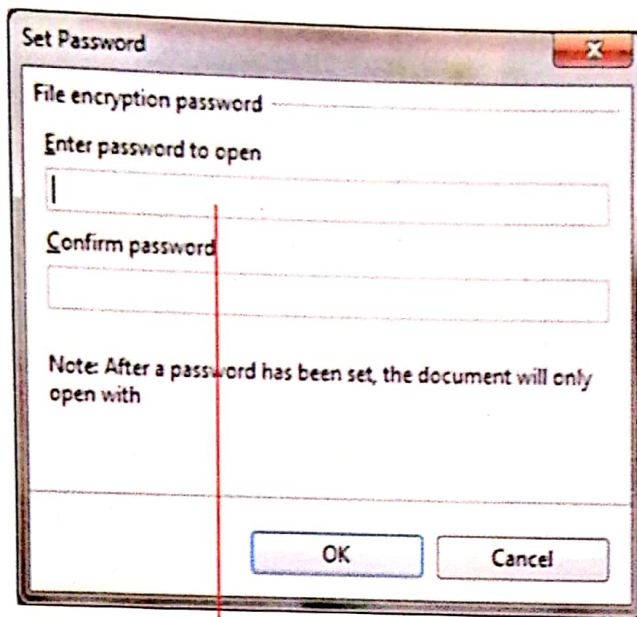 Set Password
File encryption password
Enter password to open
Confirm password
Note: After a password has been set, the document will only
open with
OK
Cancel